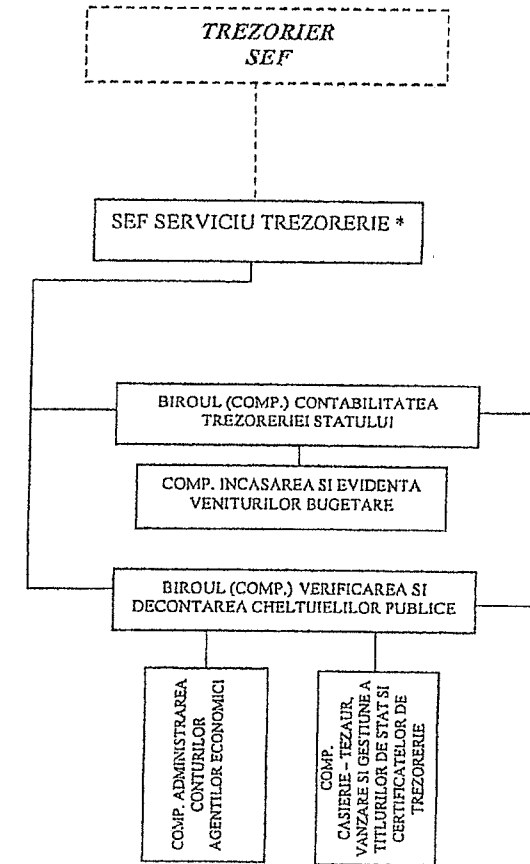 TREZORIER
SEF
SEF SERVICIU TREZORERIE *
BIROUL (COMP.) CONTABILITATEA
TREZORERIEI STATULUI
COMP. INCASAREA SI EVIDENTA
VENITURILOR BUGETARE
BIROUL (COMP.) VERIFICAREA SI
DECONTAREA CHELTUIELILOR PUBLICE
COMP. ADMINISTRAREA
CONTURILOR
AGENTILOR ECONOMICI
COMP.
CASIERIE – TEZAUR,
VANZARE SI GESTIUNE A
TITLURILOR DE STAT SI
CERTIFICATELOR DE
TREZORERIE